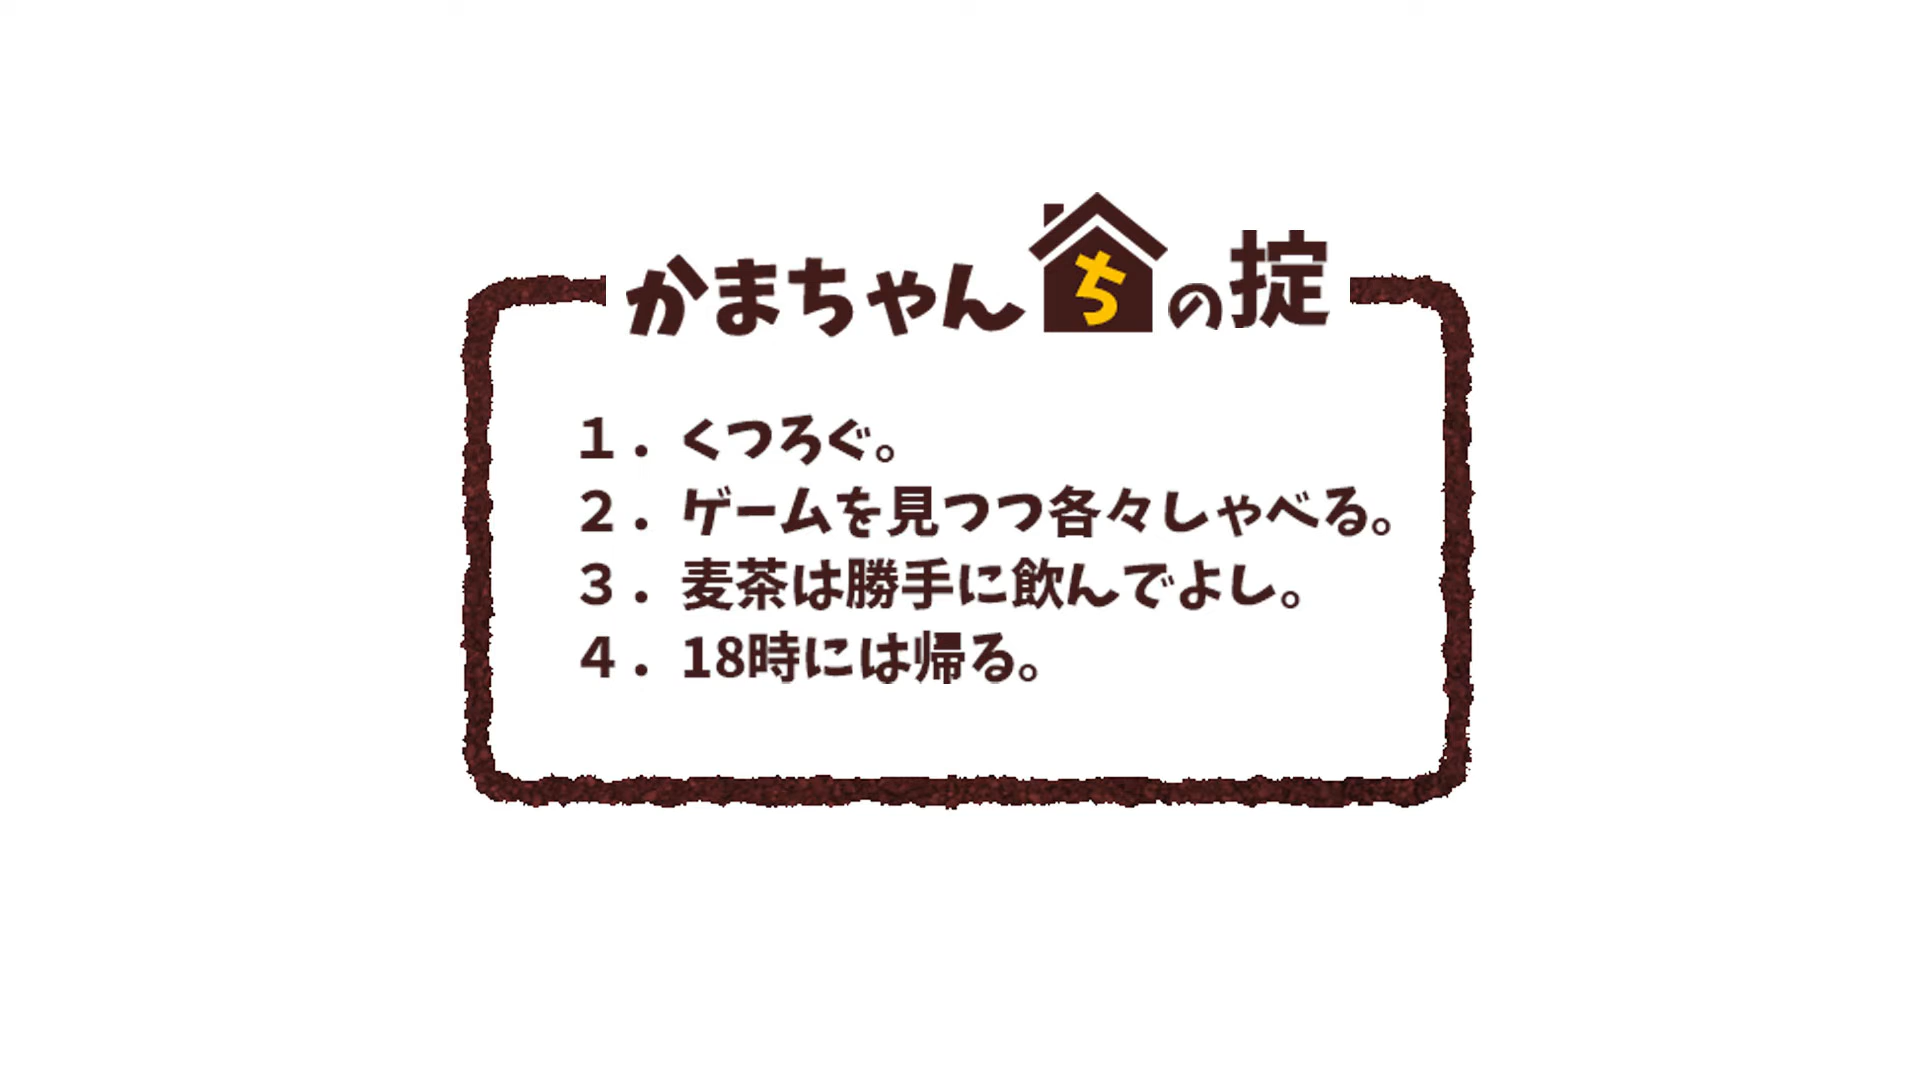 かまちゃんちの掟
１．くつろぐ。
２．ゲームを見つつ各々しゃべる。
３．麦茶は勝手に飲んでよし。
４．18時には帰る。